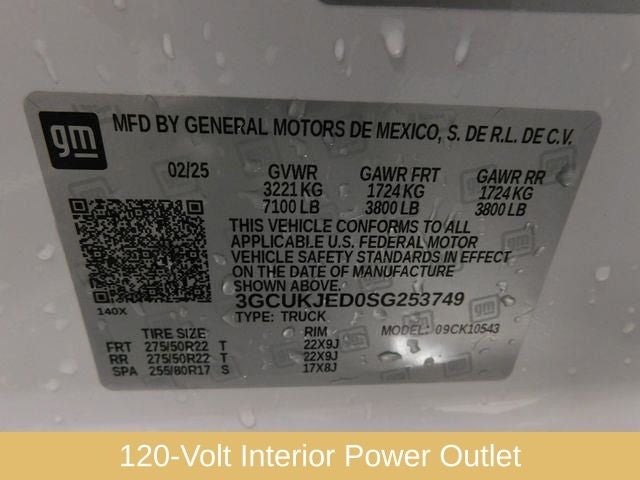 gm
MFD BY GENERAL MOTORS DE MEXICO, S. DE R.L. DE C.V.
02/25 GVWR GAWR FRT GAWR RR
3221 KG 1724 KG 1724 KG
7100 LB 3800 LB 3800 LB
THIS VEHICLE CONFORMS TO ALL
APPLICABLE U.S. FEDERAL MOTOR
VEHICLE SAFETY STANDARDS
IN EFFECT ON THE DATE OF MANUFACTURE
SHOWN ABOVE.
140X
3GCUKJED0SG253749
TYPE: TRUCK MODEL: 09CK10543
TIRE SIZE RIM
FRT 275/50R22 T 22X9J
RR 275/50R22 T 22X9J
SPA 255/80R17 S 17X8J
120-Volt Interior Power Outlet